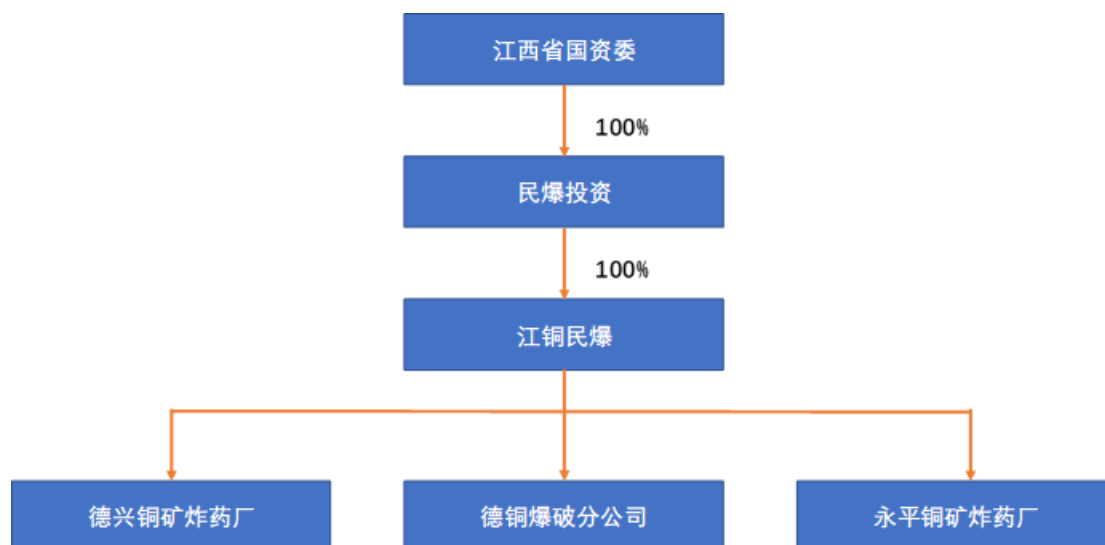 江西省国资委
100%
民爆投资
100%
江铜民爆
德兴铜矿炸药厂
德铜爆破分公司
永平铜矿炸药厂